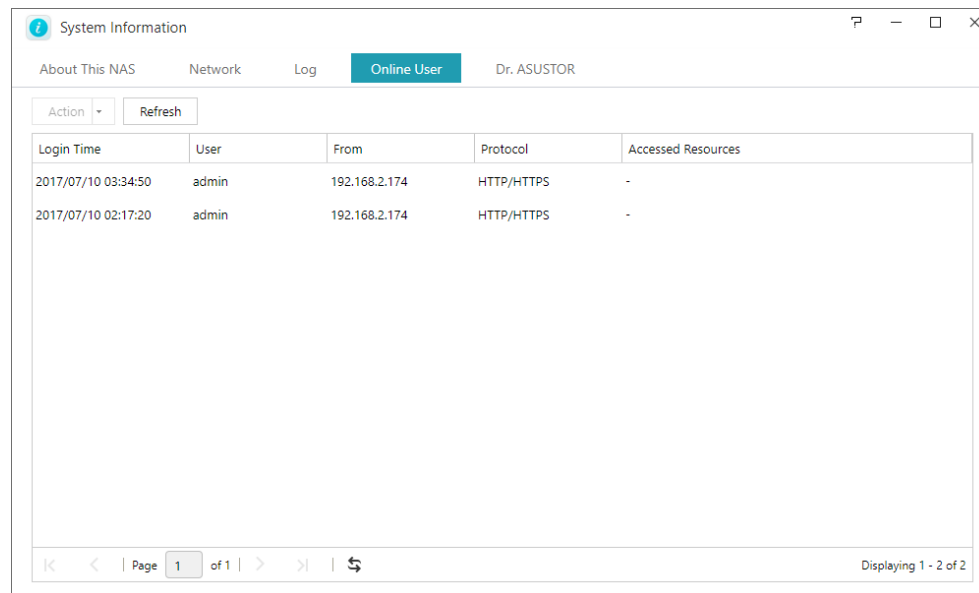 System Information
About This NAS Network Log Online User Dr. ASUSTOR
Action Refresh
Login Time User From Protocol Accessed Resources
2017/07/10 03:34:50 admin 192.168.2.174 HTTP/HTTPS -
2017/07/10 02:17:20 admin 192.168.2.174 HTTP/HTTPS -
Page 1 of 1 Displaying 1 - 2 of 2